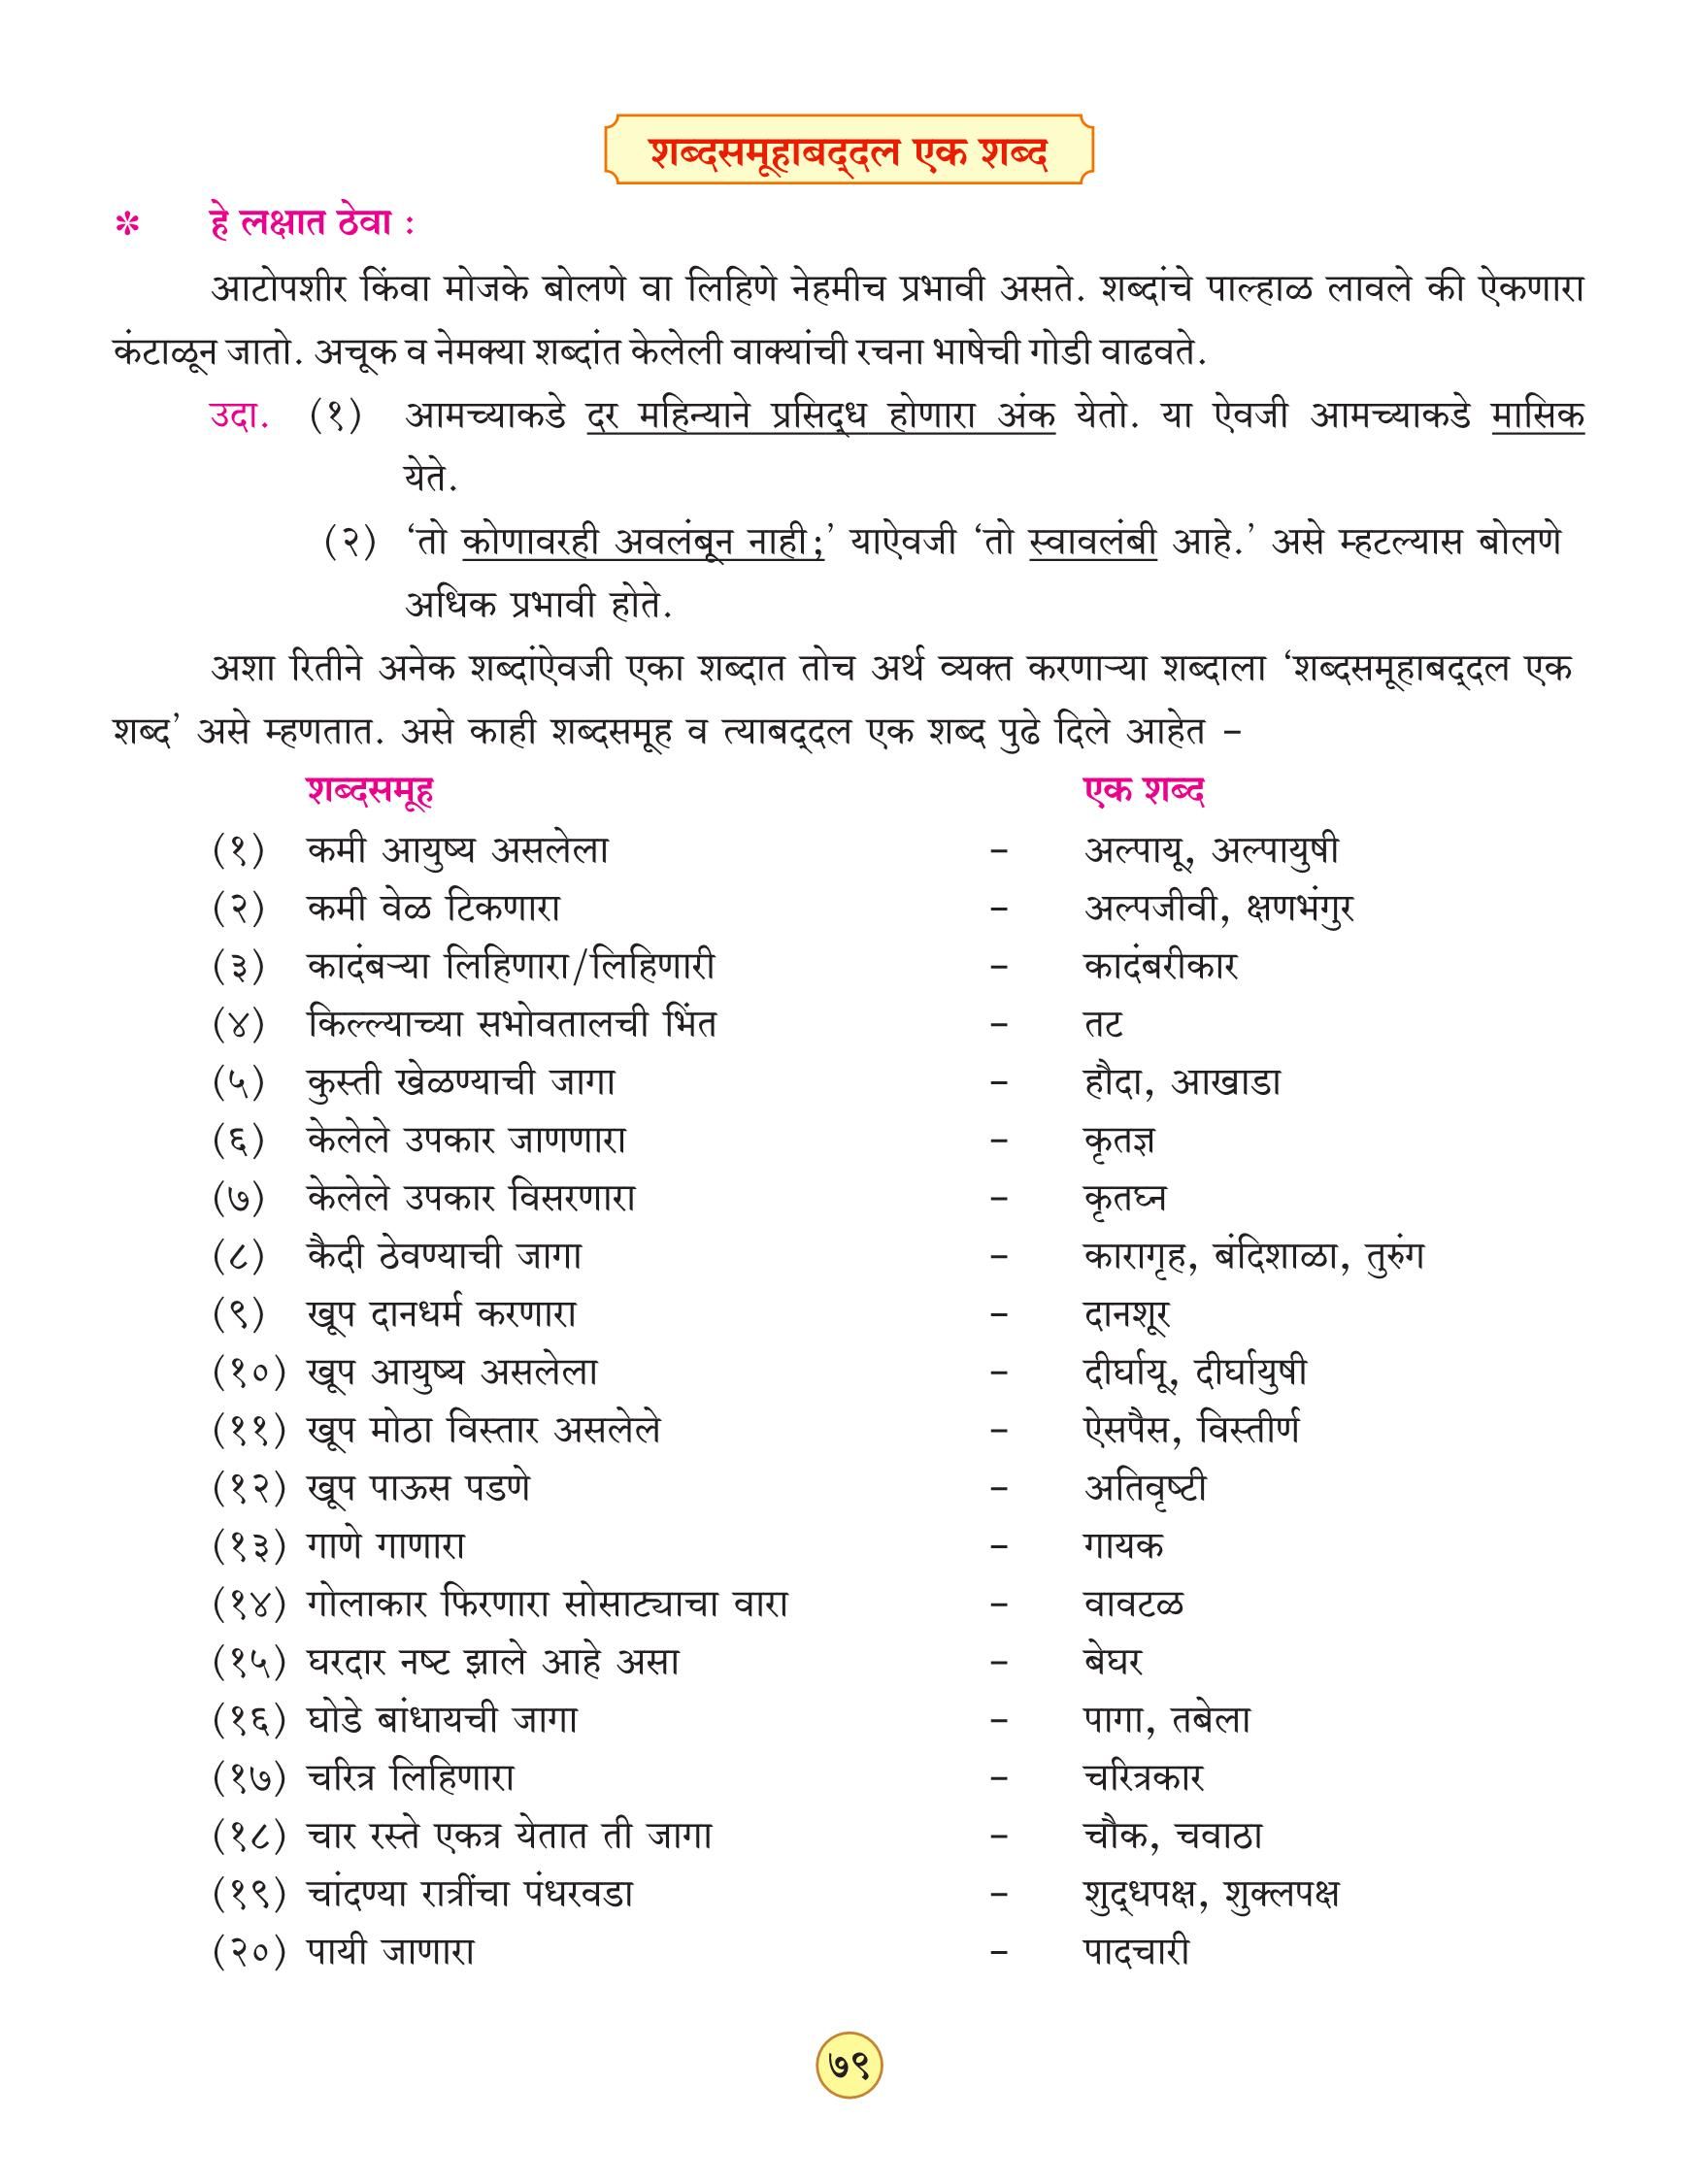 शब्दसमूहाबद्दल एक शब्द
✽ हे लक्षात ठेवा :
आटोपशीर किंवा मोजके बोलणे वा लिहिणे नेहमीच प्रभावी असते. शब्दांचे पाल्हाळ लावले की ऐकणारा
कंटाळून जातो. अचूक व नेमक्या शब्दांत केलेली वाक्यांची रचना भाषेची गोडी वाढवते.
उदा. (१) आमच्याकडे दर महिन्याने प्रसिद्ध होणारा अंक येतो. या ऐवजी आमच्याकडे मासिक
येते.
(२) ‘तो कोणावरही अवलंबून नाही;’ याऐवजी ‘तो स्वावलंबी आहे.’ असे म्हटल्यास बोलणे
अधिक प्रभावी होते.
अशा रितीने अनेक शब्दांऐवजी एका शब्दात तोच अर्थ व्यक्त करणाऱ्या शब्दाला ‘शब्दसमूहाबद्दल एक
शब्द’ असे म्हणतात. असे काही शब्दसमूह व त्याबद्दल एक शब्द पुढे दिले आहेत –
शब्दसमूह एक शब्द
(१) कमी आयुष्य असलेला – अल्पायू, अल्पायुषी
(२) कमी वेळ टिकणारा – अल्पजीवी, क्षणभंगुर
(३) कादंबऱ्या लिहिणारा/लिहिणारी – कादंबरीकार
(४) किल्ल्याच्या सभोवतालची भिंत – तट
(५) कुस्ती खेळण्याची जागा – हौदा, आखाडा
(६) केलेले उपकार जाणणारा – कृतज्ञ
(७) केलेले उपकार विसरणारा – कृतघ्न
(८) कैदी ठेवण्याची जागा – कारागृह, बंदिशाळा, तुरुंग
(९) खूप दानधर्म करणारा – दानशूर
(१०) खूप आयुष्य असलेला – दीर्घायू, दीर्घायुषी
(११) खूप मोठा विस्तार असलेले – ऐसपैस, विस्तीर्ण
(१२) खूप पाऊस पडणे – अतिवृष्टी
(१३) गाणे गाणारा – गायक
(१४) गोलाकार फिरणारा सोसाट्याचा वारा – वावटळ
(१५) घरदार नष्ट झाले आहे असा – बेघर
(१६) घोडे बांधायची जागा – पागा, तबेला
(१७) चरित्र लिहिणारा – चरित्रकार
(१८) चार रस्ते एकत्र येतात ती जागा – चौक, चवाठा
(१९) चांदण्या रात्रींचा पंधरवडा – शुद्धपक्ष, शुक्लपक्ष
(२०) पायी जाणारा – पादचारी
७९